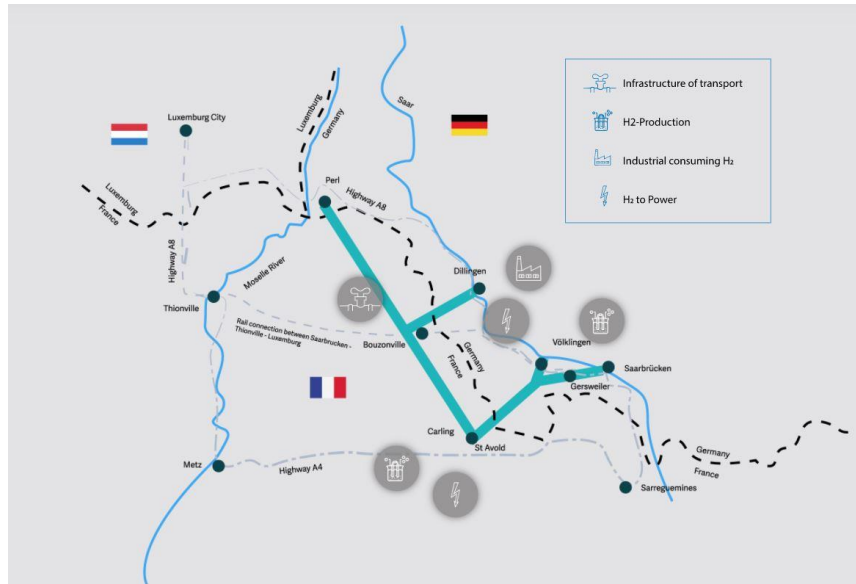 Infrastructure of transport
H2-Production
Industrial consuming H₂
H₂ to Power
Luxemburg City
Luxemburg
Germany
Saar
Luxemburg
France
Perl
Highway A8
Highway A8
Moselle River
Thionville
Dillingen
Rail connection between Saarbrucken -
Thionville - Luxemburg
Bouzonville
Germany
France
Völklingen
Saarbrücken
Gersweiler
Carling
St Avold
Metz
Highway A4
Germany
France
Sarreguemines